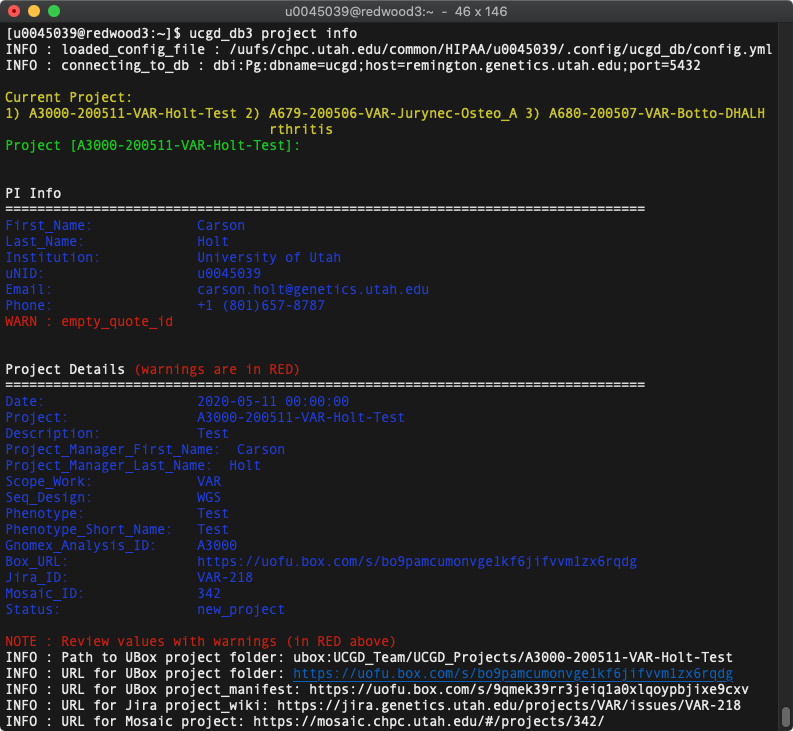 u0045039@redwood3:~ - 46 x 146
[u0045039@redwood3:~]$ ucgd_db3 project info
INFO : loaded_config_file : /uufs/chpc.utah.edu/common/HIPAA/u0045039/.config/ucgd_db/config.yml
INFO : connecting_to_db : dbi:Pg:dbname=ucgd;host=remington.genetics.utah.edu;port=5432
Current Project:
1) A3000-200511-VAR-Holt-Test 2) A679-200506-VAR-Jurynec-Osteo_A 3) A680-200507-VAR-Botto-DHALH
rthritis
Project [A3000-200511-VAR-Holt-Test]:
PI Info
================================================================================
First_Name: Carson
Last_Name: Holt
Institution: University of Utah
uNID: u0045039
Email: carson.holt@genetics.utah.edu
Phone: +1 (801)657-8787
WARN : empty_quote_id
Project Details (warnings are in RED)
================================================================================
Date: 2020-05-11 00:00:00
Project: A3000-200511-VAR-Holt-Test
Description: Test
Project_Manager_First_Name: Carson
Project_Manager_Last_Name: Holt
Scope_Work: VAR
Seq_Design: WGS
Phenotype: Test
Phenotype_Short_Name: Test
Gnomex_Analysis_ID: A3000
Box_URL: https://uofu.box.com/s/bo9pamcumonvge1kf6jifvvm1zx6rqdg
Jira_ID: VAR-218
Mosaic_ID: 342
Status: new_project
NOTE : Review values with warnings (in RED above)
INFO : Path to UBox project folder: ubox:UCGD_Team/UCGD_Projects/A3000-200511-VAR-Holt-Test
INFO : URL for UBox project folder: https://uofu.box.com/s/bo9pamcumonvge1kf6jifvvm1zx6rqdg
INFO : URL for UBox project_manifest: https://uofu.box.com/s/9qmek39rr3jeiq1a0xlqoypbjixe9cxv
INFO : URL for Jira project_wiki: https://jira.genetics.utah.edu/projects/VAR/issues/VAR-218
INFO : URL for Mosaic project: https://mosaic.chpc.utah.edu/#/projects/342/